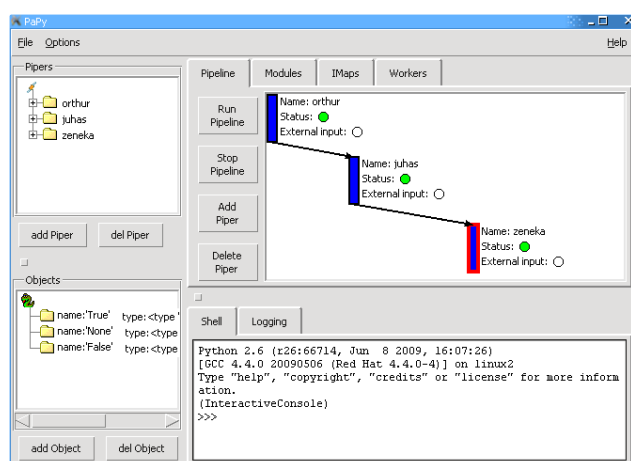 PaPy
File Options Help
Pipers
orthur
juhas
zeneka
add Piper del Piper
Objects
name:'True' type:<type '
name:'None' type:<type
name:'False' type:<type
add Object del Object
Pipeline Modules IMaps Workers
Run Pipeline
Stop Pipeline
Add Piper
Delete Piper
Name: orthur
Status:
External input:
Name: juhas
Status:
External input:
Name: zeneka
Status:
External input:
Shell Logging
Python 2.6 (r26:66714, Jun 8 2009, 16:07:26)
[GCC 4.4.0 20090506 (Red Hat 4.4.0-4)] on linux2
Type "help", "copyright", "credits" or "license" for more inform
ation.
(InteractiveConsole)
>>>